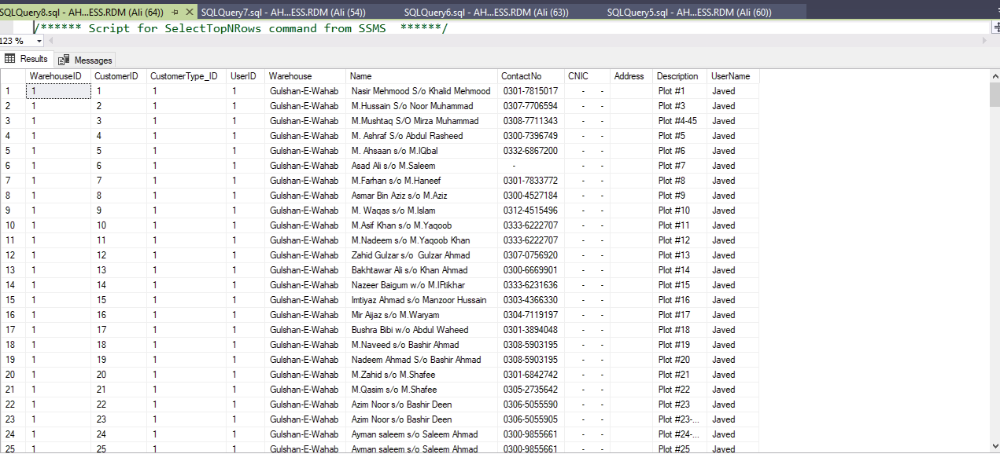 SQLQuery8.sql - AH...ESS.RDM (Ali (64)) SQLQuery7.sql - AH...ESS.RDM (Ali (54)) SQLQuery6.sql - AH...ESS.RDM (Ali (63)) SQLQuery5.sql - AH...ESS.RDM (Ali (60))
/****** Script for SelectTopNRows command from SSMS ******/
123 %
Results Messages
WarehouseID CustomerID CustomerType_ID UserID Warehouse Name ContactNo CNIC Address Description UserName
1 1 1 1 1 Gulshan-E-Wahab Nasir Mehmood S/o Khalid Mehmood 0301-7815017 - - Plot #1 Javed
2 1 2 1 1 Gulshan-E-Wahab M.Hussain S/o Noor Muhammad 0307-7706594 - - Plot #3 Javed
3 1 3 1 1 Gulshan-E-Wahab M.Mushtaq S/O Mirza Muhammad 0308-7711343 - - Plot #4-45 Javed
4 1 4 1 1 Gulshan-E-Wahab M. Ashraf S/o Abdul Rasheed 0300-7396749 - - Plot #5 Javed
5 1 5 1 1 Gulshan-E-Wahab M. Ahsaan s/o M.IQbal 0332-6867200 - - Plot #6 Javed
6 1 6 1 1 Gulshan-E-Wahab Asad Ali s/o M.Saleem - - - Plot #7 Javed
7 1 7 1 1 Gulshan-E-Wahab M.Farhan s/o M.Haneef 0301-7833772 - - Plot #8 Javed
8 1 8 1 1 Gulshan-E-Wahab Asmar Bin Aziz s/o M.Aziz 0300-4527184 - - Plot #9 Javed
9 1 9 1 1 Gulshan-E-Wahab M. Waqas s/o M.Islam 0312-4515496 - - Plot #10 Javed
10 1 10 1 1 Gulshan-E-Wahab M.Asif Khan s/o M.Yaqoob 0333-6222707 - - Plot #11 Javed
11 1 11 1 1 Gulshan-E-Wahab M.Nadeem s/o M.Yaqoob Khan 0333-6222707 - - Plot #12 Javed
12 1 12 1 1 Gulshan-E-Wahab Zahid Gulzar s/o Gulzar Ahmad 0307-0756920 - - Plot #13 Javed
13 1 13 1 1 Gulshan-E-Wahab Bakhtawar Ali s/o Khan Ahmad 0300-6669901 - - Plot #14 Javed
14 1 14 1 1 Gulshan-E-Wahab Nazeer Baigum w/o M.IFtikhar 0333-6231636 - - Plot #15 Javed
15 1 15 1 1 Gulshan-E-Wahab Imtiyaz Ahmad s/o Manzoor Hussain 0303-4366330 - - Plot #16 Javed
16 1 16 1 1 Gulshan-E-Wahab Mir Aijaz s/o M.Waryam 0304-7119197 - - Plot #17 Javed
17 1 17 1 1 Gulshan-E-Wahab Bushra Bibi w/o Abdul Waheed 0301-3894048 - - Plot #18 Javed
18 1 18 1 1 Gulshan-E-Wahab M.Naveed s/o Bashir Ahmad 0308-5903195 - - Plot #19 Javed
19 1 19 1 1 Gulshan-E-Wahab Nadeem Ahmad S/o Bashir Ahmad 0308-5903195 - - Plot #20 Javed
20 1 20 1 1 Gulshan-E-Wahab M.Zahid s/o M.Shafee 0301-6842742 - - Plot #21 Javed
21 1 21 1 1 Gulshan-E-Wahab M.Qasim s/o M.Shafee 0305-2735642 - - Plot #22 Javed
22 1 22 1 1 Gulshan-E-Wahab Azim Noor s/o Bashir Deen 0306-5055590 - - Plot #23 Javed
23 1 23 1 1 Gulshan-E-Wahab Azim Noor s/o Bashir Deen 0306-5055905 - - Plot #23-... Javed
24 1 24 1 1 Gulshan-E-Wahab Ayman saleem s/o Saleem Ahmad 0300-9855661 - - Plot #24-... Javed
25 1 25 1 1 Gulshan-E-Wahab Ayman saleem s/o Saleem Ahmad 0300-9855661 - - Plot #25 Javed